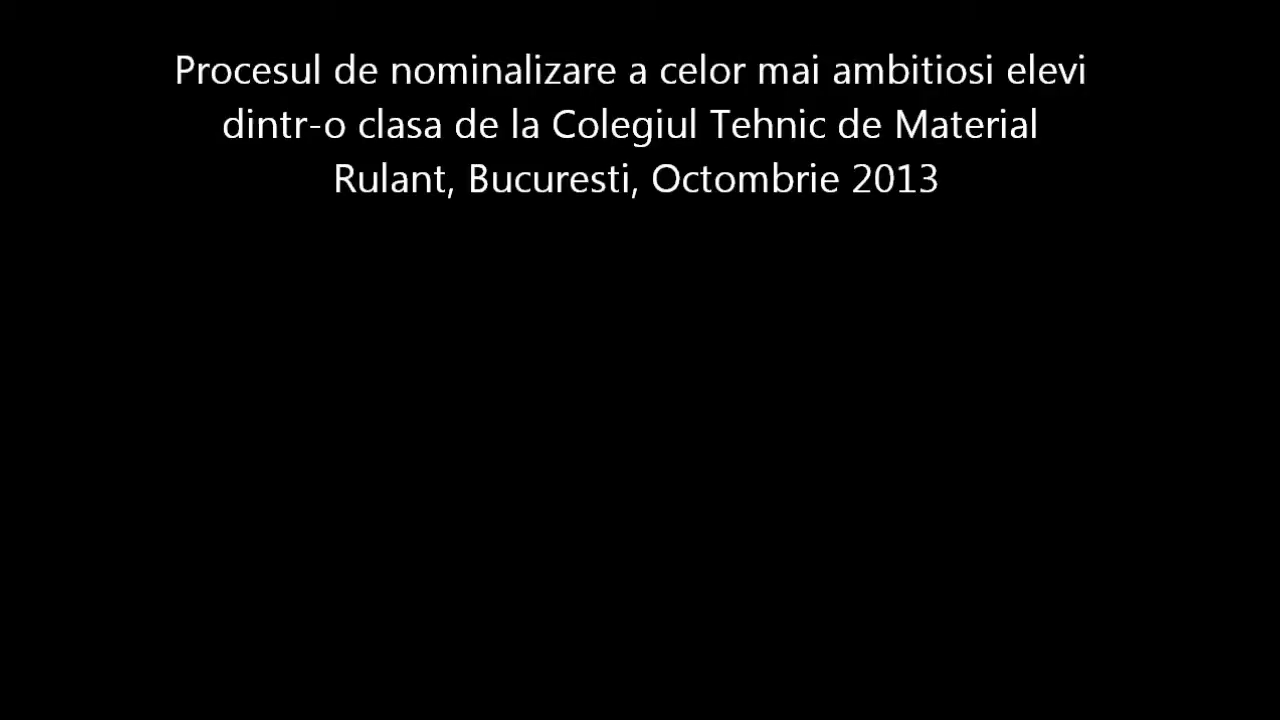 Procesul de nominalizare a celor mai ambitiosi elevi
dintr-o clasa de la Colegiul Tehnic de Material
Rulant, Bucuresti, Octombrie 2013